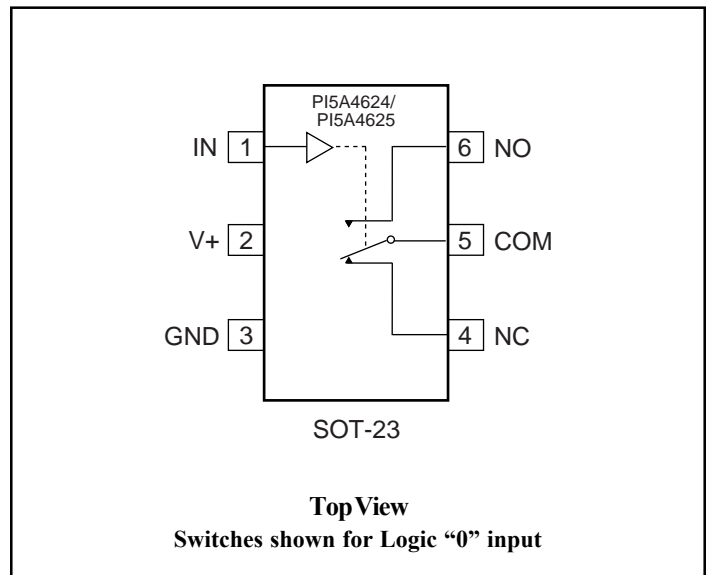 PI5A4624/
PI5A4625
IN 1
6 NO
V+ 2
5 COM
GND 3
4 NC
SOT-23
Top View
Switches shown for Logic “0” input